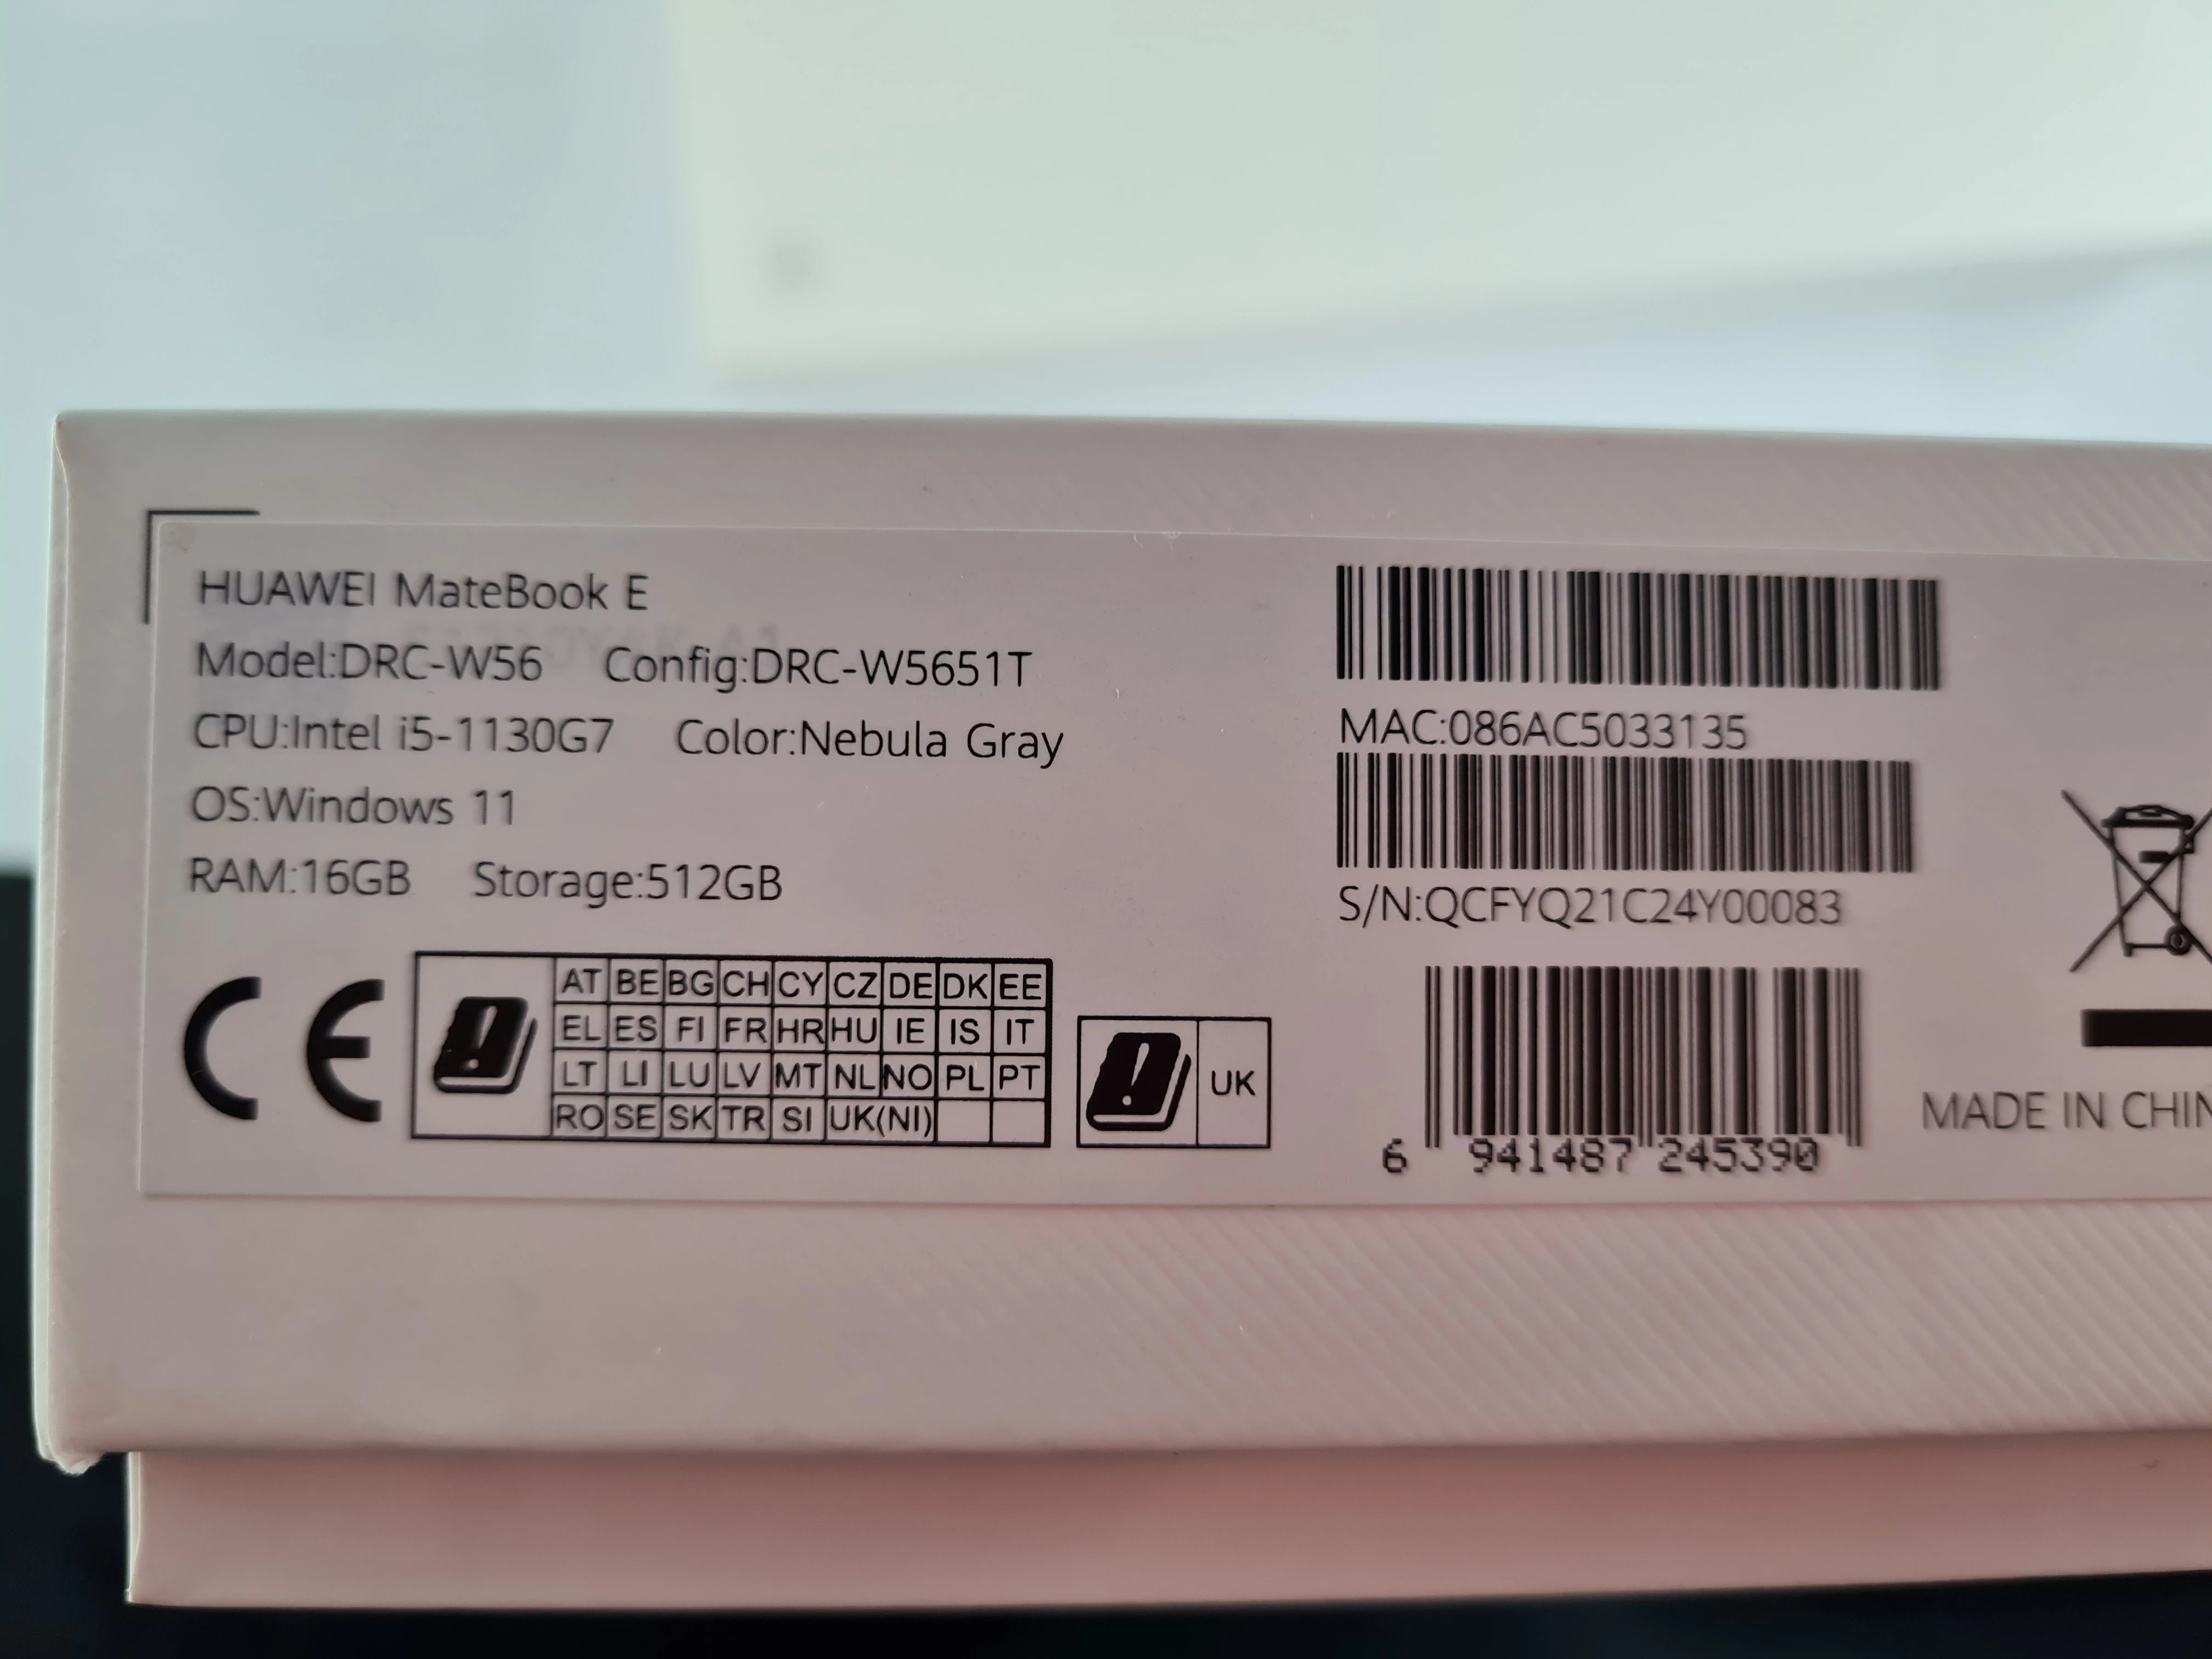 HUAWEI MateBook E
Model:DRC-W56 Config:DRC-W5651T
CPU:Intel i5-1130G7 Color:Nebula Gray
OS:Windows 11
RAM:16GB Storage:512GB
CE
AT BE BG CH CY CZ DE DK EE
EL ES FI FR HR HU IE IS IT
LT LI LU LV MT NL NO PL PT
RO SE SK TR SI UK(NI)
UK
MAC:086AC5033135
S/N:QCFYQ21C24Y00083
6 941487 245390
MADE IN